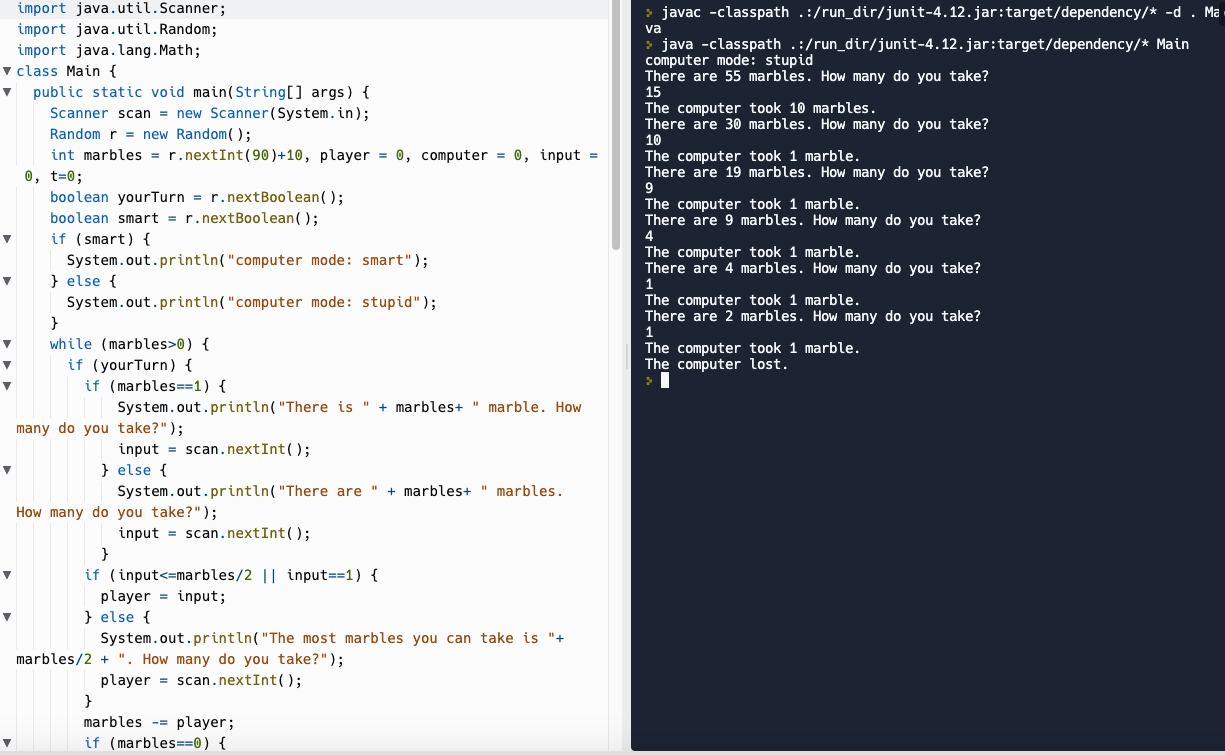 import java.util.Scanner;
import java.util.Random;
import java.lang.Math;
class Main {
  public static void main(String[] args) {
    Scanner scan = new Scanner(System.in);
    Random r = new Random();
    int marbles = r.nextInt(90)+10, player = 0, computer = 0, input =
 0, t=0;
    boolean yourTurn = r.nextBoolean();
    boolean smart = r.nextBoolean();
    if (smart) {
      System.out.println("computer mode: smart");
    } else {
      System.out.println("computer mode: stupid");
    }
    while (marbles>0) {
      if (yourTurn) {
        if (marbles==1) {
            System.out.println("There is " + marbles+ " marble. How
many do you take?");
            input = scan.nextInt();
          } else {
            System.out.println("There are " + marbles+ " marbles.
How many do you take?");
            input = scan.nextInt();
          }
        if (input<=marbles/2 || input==1) {
          player = input;
        } else {
          System.out.println("The most marbles you can take is "+
marbles/2 + ". How many do you take?");
          player = scan.nextInt();
        }
        marbles -= player;
        if (marbles==0) {
> javac -classpath .:/run_dir/junit-4.12.jar:target/dependency/* -d . Ma
va
> java -classpath .:/run_dir/junit-4.12.jar:target/dependency/* Main
computer mode: stupid
There are 55 marbles. How many do you take?
15
The computer took 10 marbles.
There are 30 marbles. How many do you take?
10
The computer took 1 marble.
There are 19 marbles. How many do you take?
9
The computer took 1 marble.
There are 9 marbles. How many do you take?
4
The computer took 1 marble.
There are 4 marbles. How many do you take?
1
The computer took 1 marble.
There are 2 marbles. How many do you take?
1
The computer took 1 marble.
The computer lost.
>